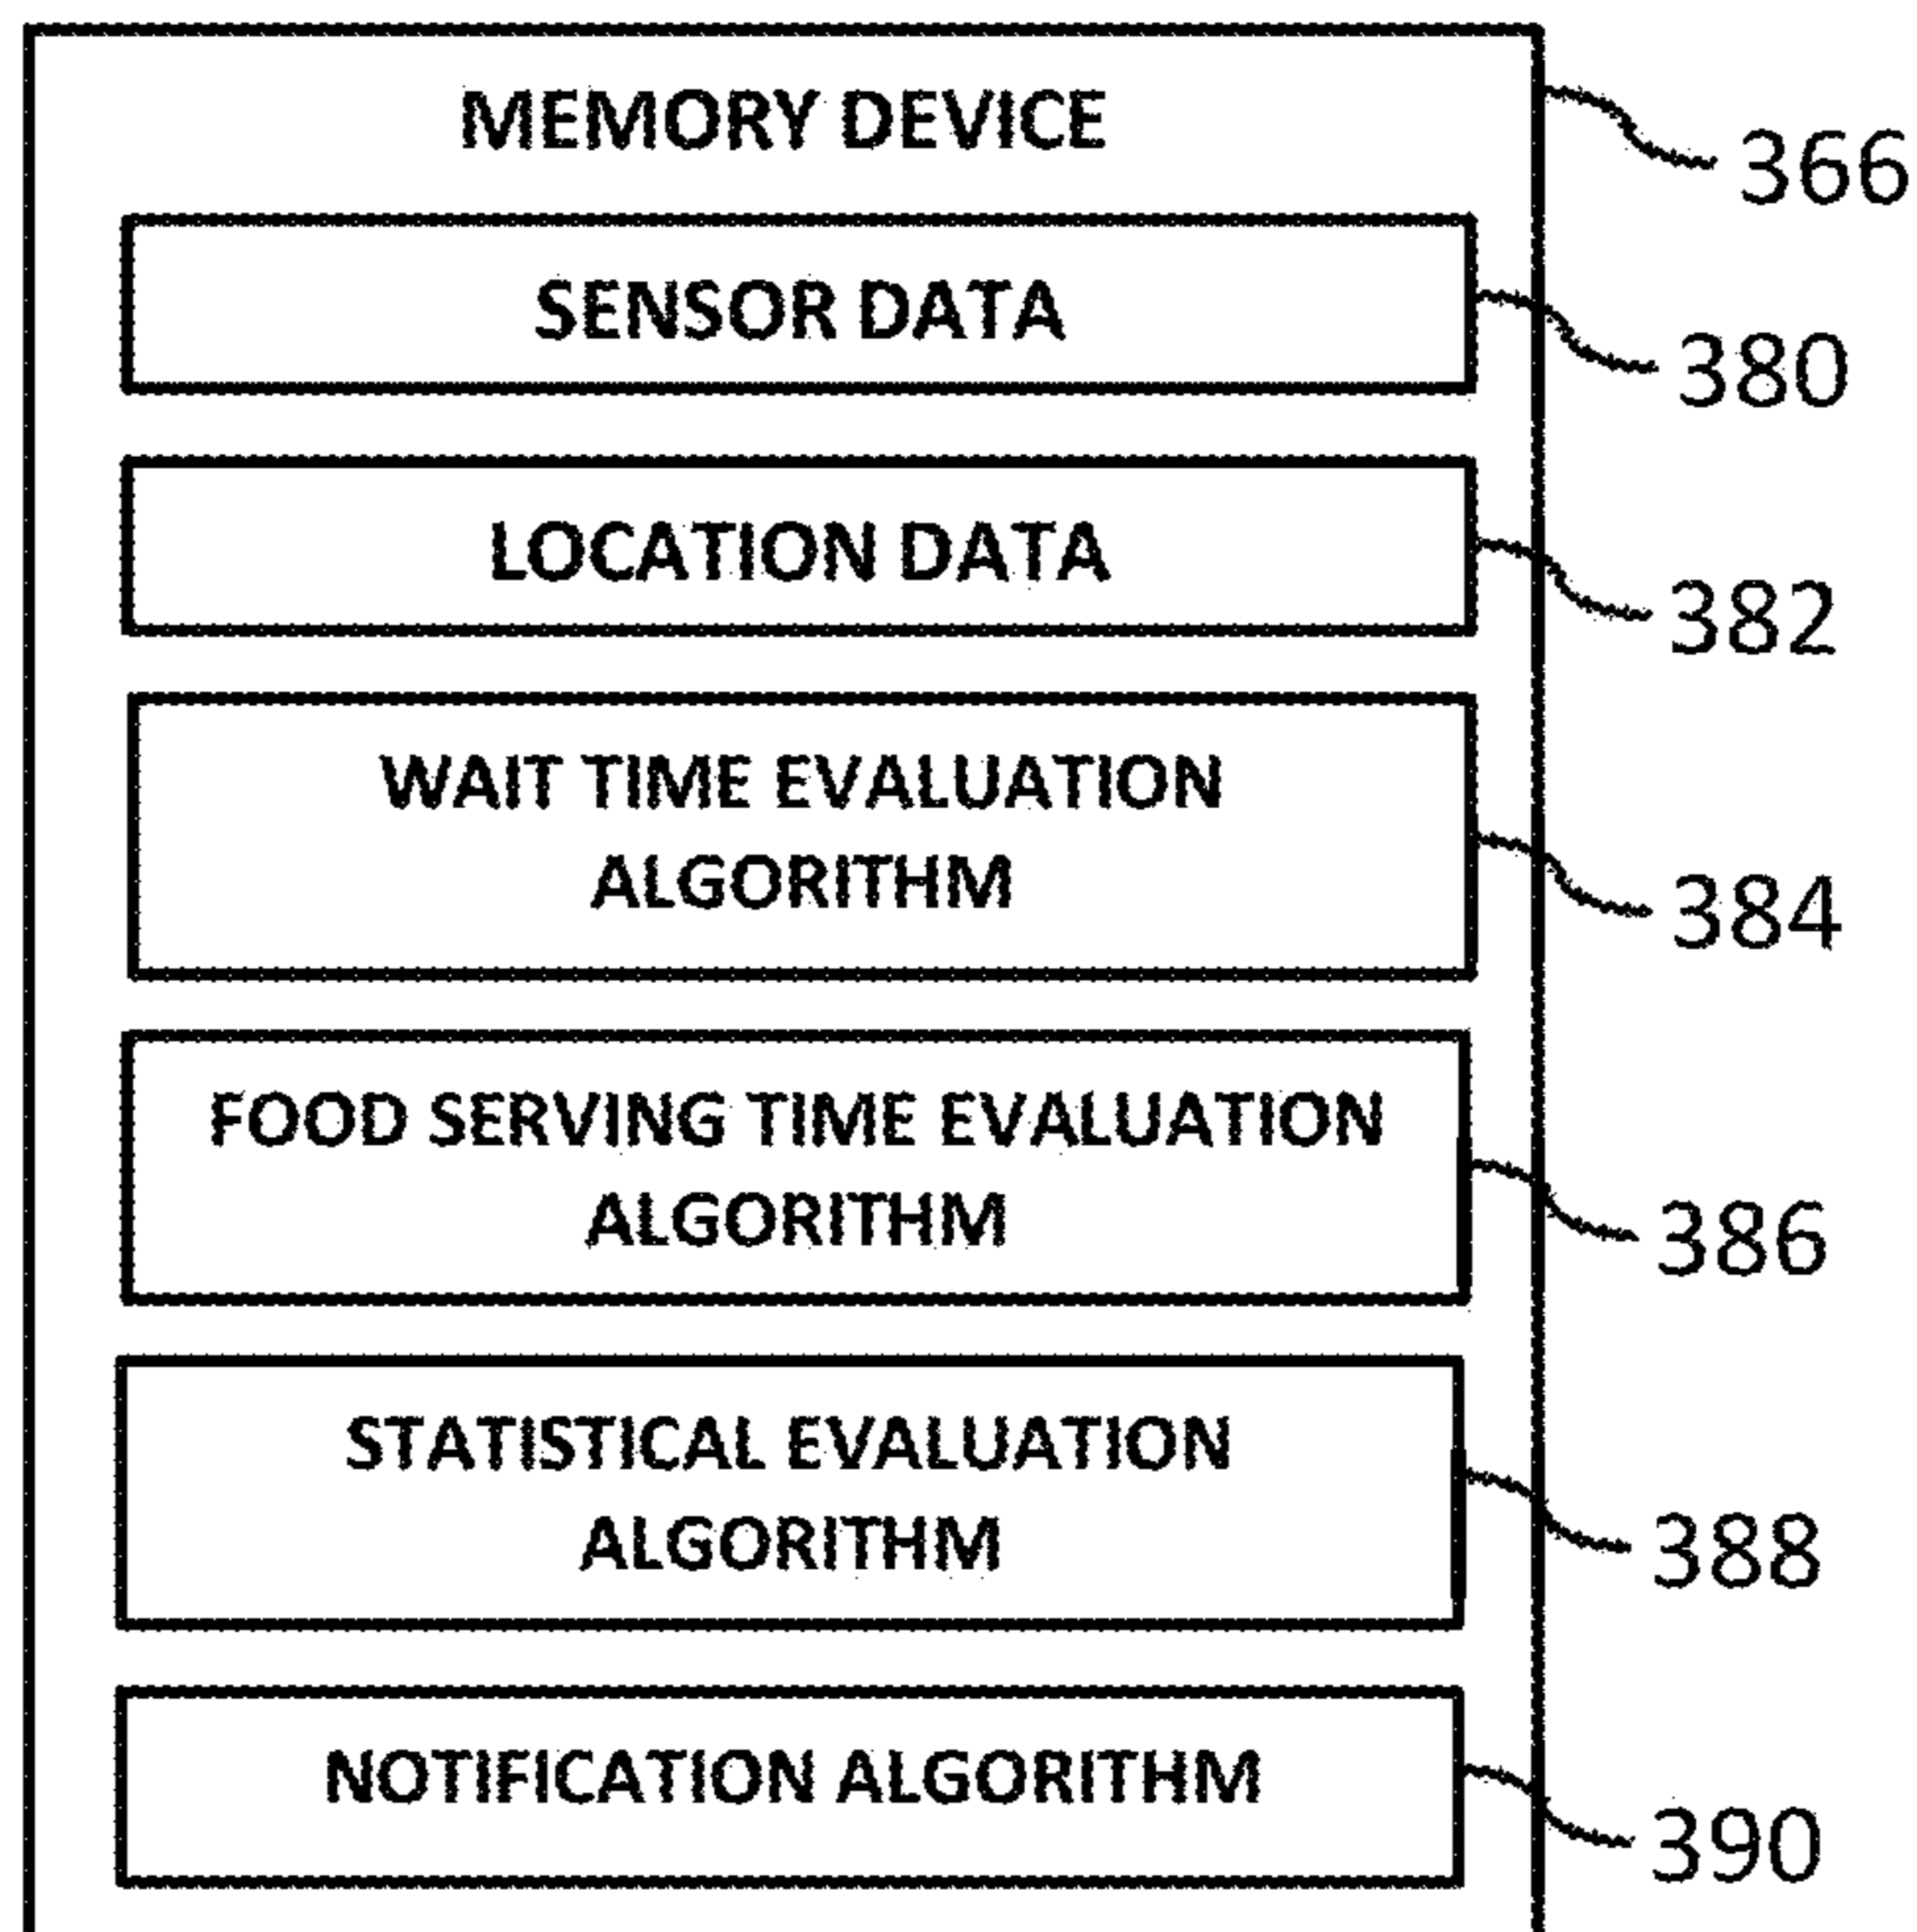 MEMORY DEVICE
366
SENSOR DATA
380
LOCATION DATA
382
WAIT TIME EVALUATION
ALGORITHM
384
FOOD SERVING TIME EVALUATION
ALGORITHM
386
STATISTICAL EVALUATION
ALGORITHM
388
NOTIFICATION ALGORITHM
390